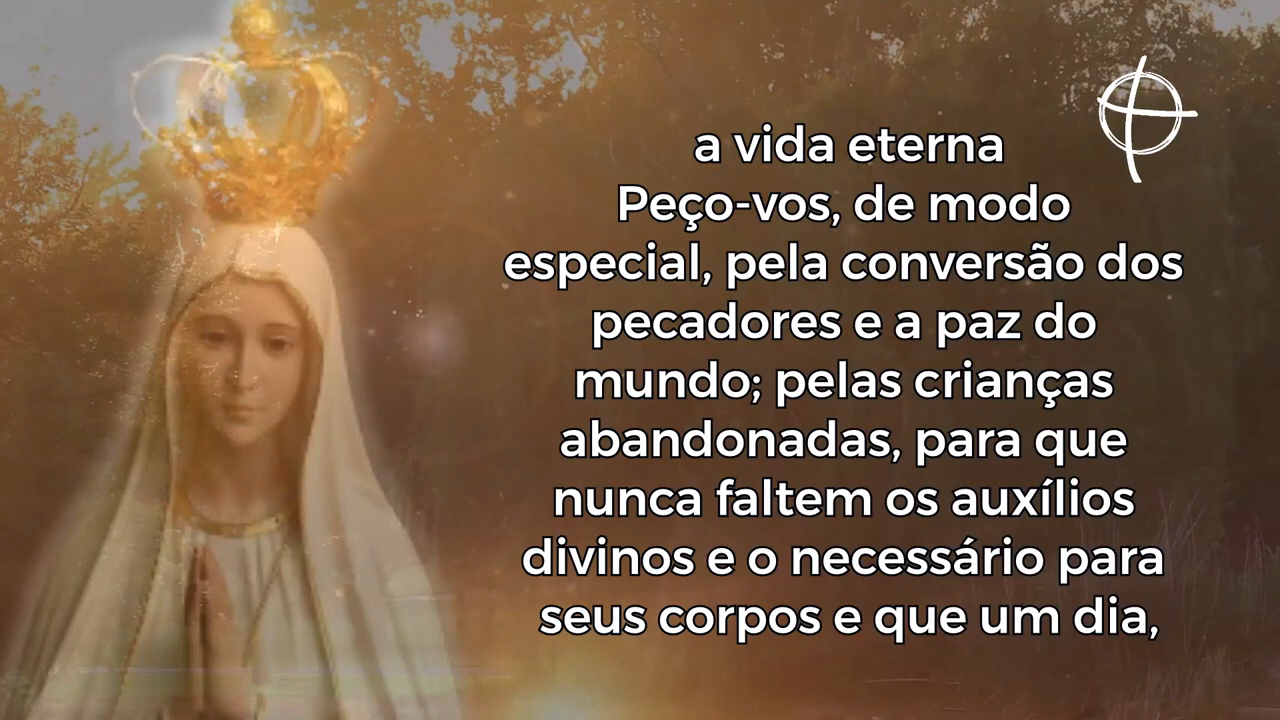 a vida eterna
Peço-vos, de modo
especial, pela conversão dos
pecadores e a paz do
mundo; pelas crianças
abandonadas, para que
nunca faltem os auxílios
divinos e o necessário para
seus corpos e que um dia,